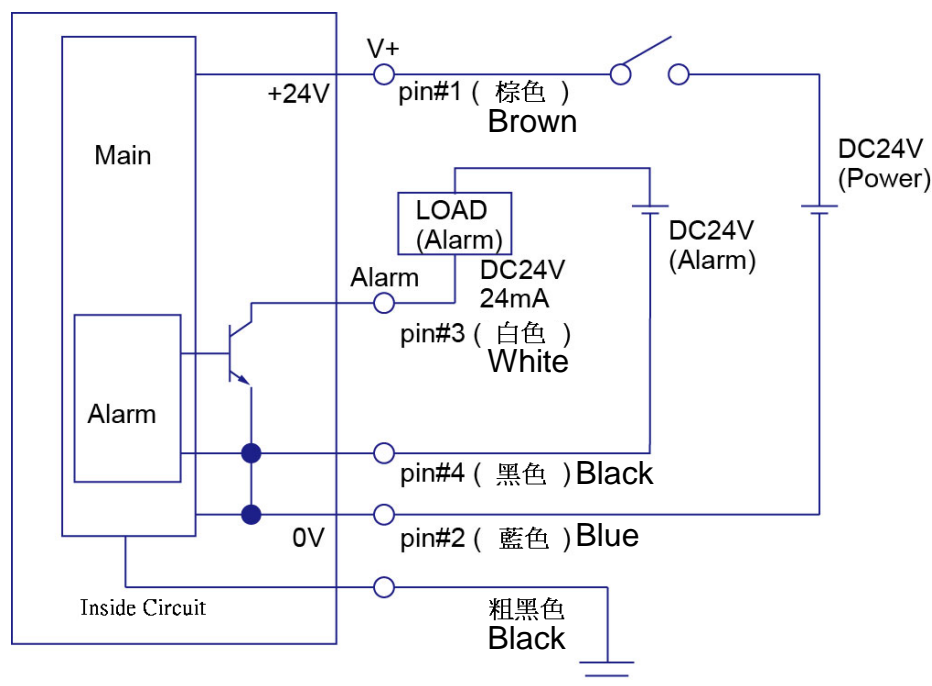 V+
+24V
pin#1 ( 棕色 )
Brown
Main
DC24V
(Power)
LOAD
(Alarm)
DC24V
(Alarm)
Alarm
DC24V
24mA
pin#3 ( 白色 )
White
Alarm
pin#4 ( 黑色 ) Black
0V
pin#2 ( 藍色 ) Blue
Inside Circuit
粗黑色
Black